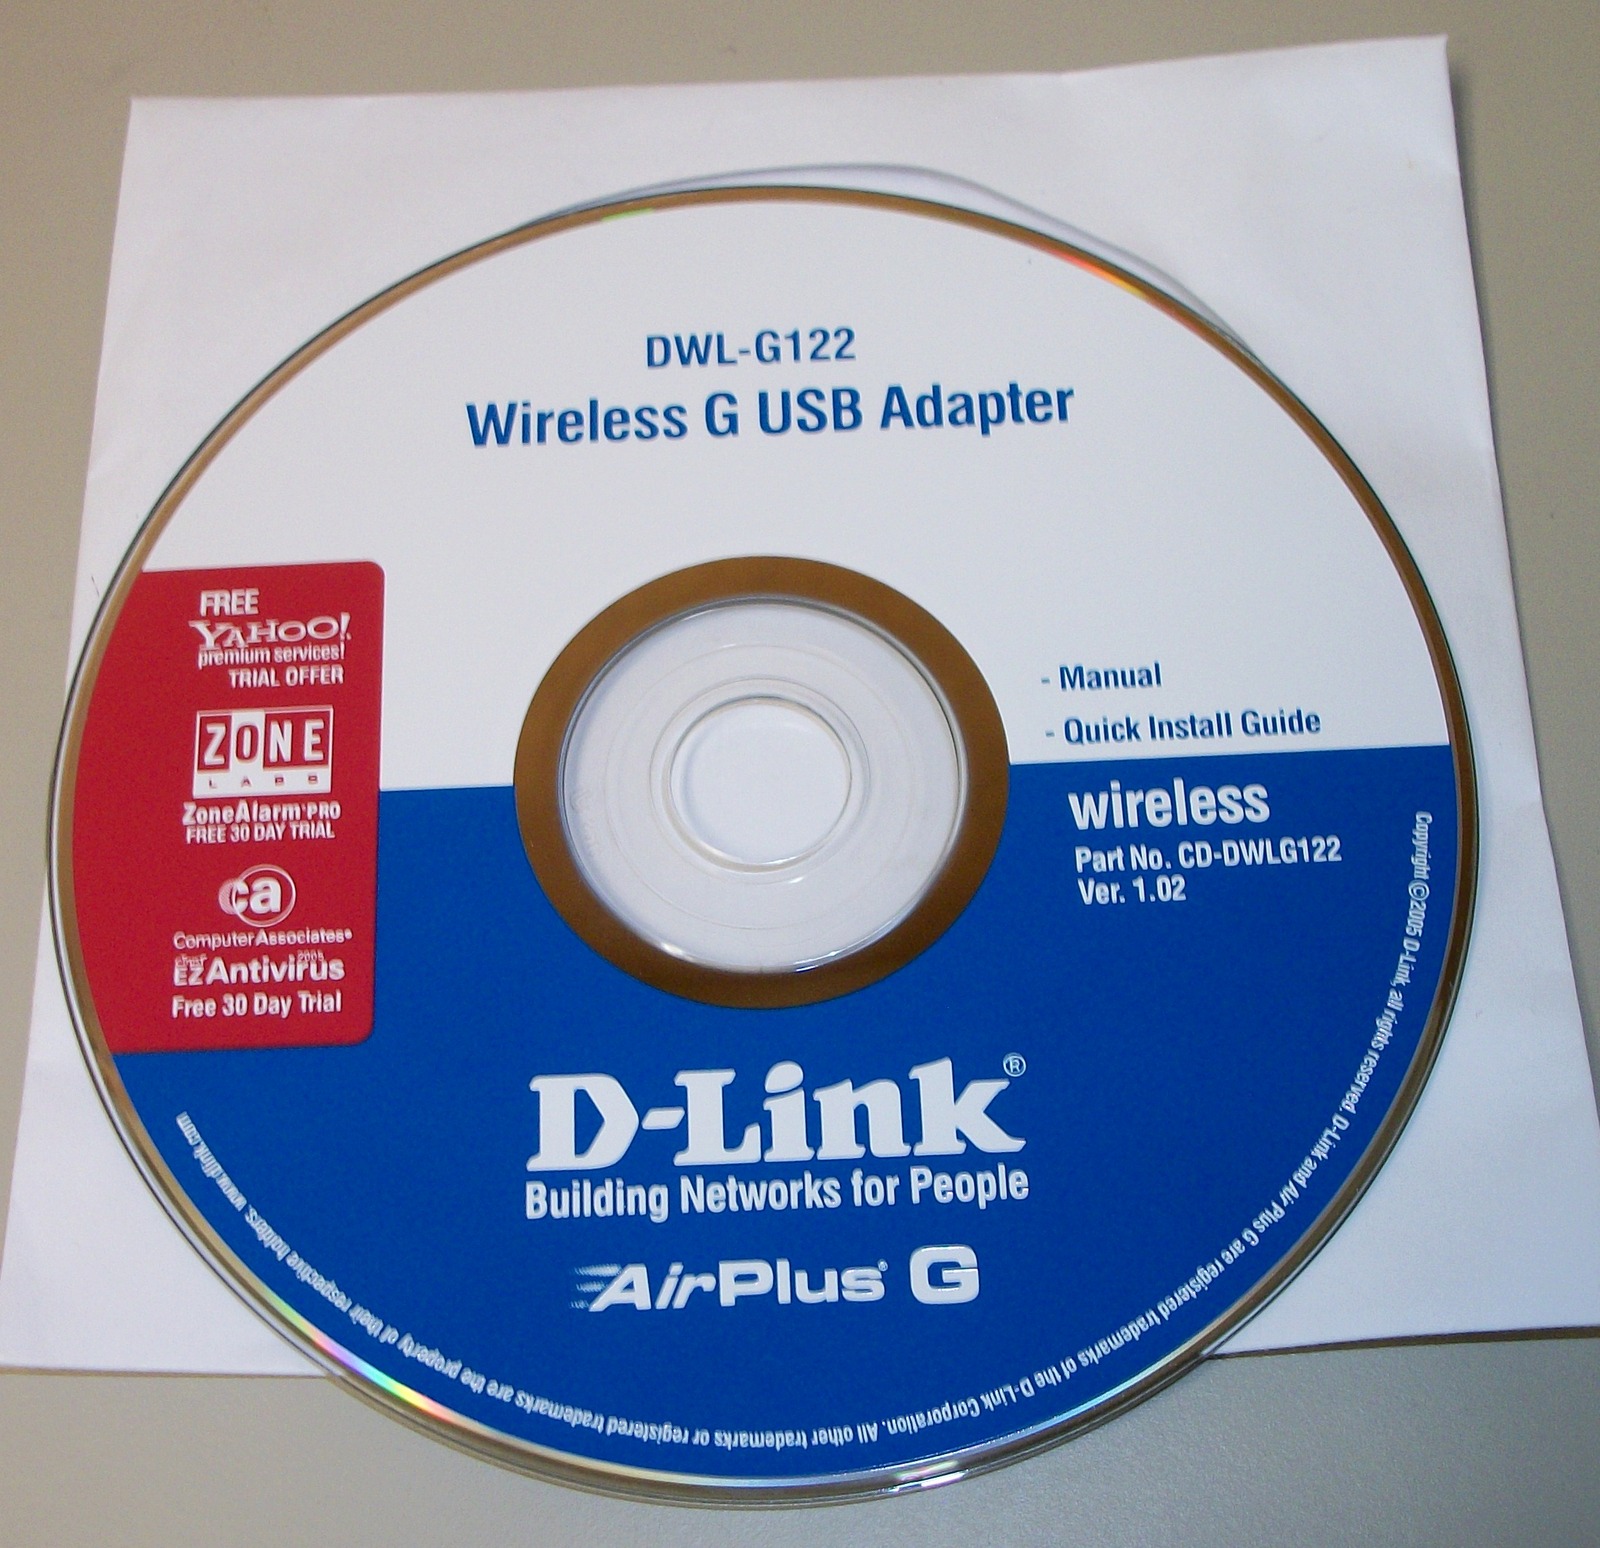 DWL-G122
Wireless G USB Adapter
FREE
YAHOO!
premium services!
TRIAL OFFER
ZONE
LABS
ZoneAlarm PRO
FREE 30 DAY TRIAL
ca
Computer Associates®
EZ Antivirus
2005
Free 30 Day Trial
- Manual
- Quick Install Guide
wireless
Part No. CD-DWLG122
Ver. 1.02
D-Link®
Building Networks for People
AirPlus® G
Copyright ©2005 D-Link, all rights reserved. D-Link and Air Plus G are registered trademarks of the D-Link Corporation. All other trademarks or registered trademarks are the property of their respective holders. www.dlink.com